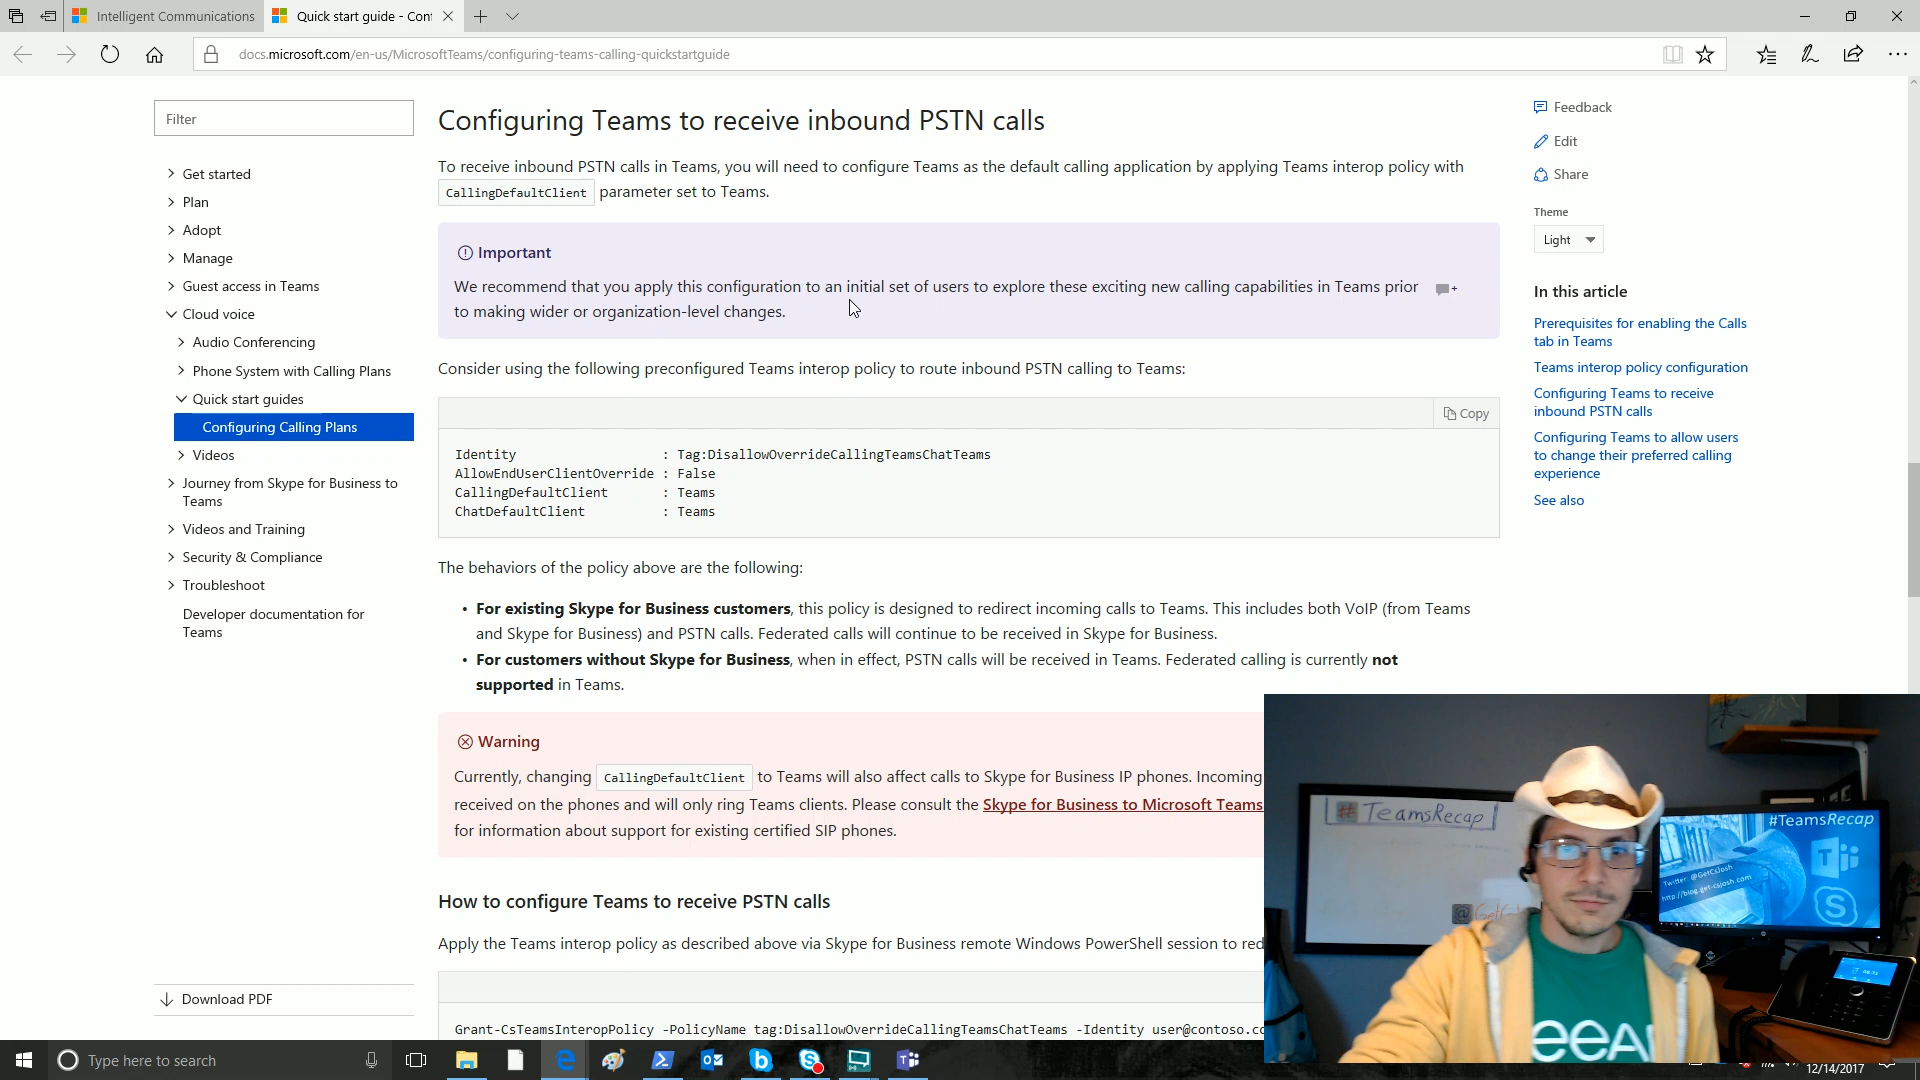 Intelligent Communications
Quick start guide - Conf
docs.microsoft.com/en-us/MicrosoftTeams/configuring-teams-calling-quickstartguide
Filter
Get started
Plan
Adopt
Manage
Guest access in Teams
Cloud voice
Audio Conferencing
Phone System with Calling Plans
Quick start guides
Configuring Calling Plans
Videos
Journey from Skype for Business to
Teams
Videos and Training
Security & Compliance
Troubleshoot
Developer documentation for
Teams
Download PDF
Configuring Teams to receive inbound PSTN calls
To receive inbound PSTN calls in Teams, you will need to configure Teams as the default calling application by applying Teams interop policy with
CallingDefaultClient parameter set to Teams.
Important
We recommend that you apply this configuration to an initial set of users to explore these exciting new calling capabilities in Teams prior
to making wider or organization-level changes.
Consider using the following preconfigured Teams interop policy to route inbound PSTN calling to Teams:
Copy
Identity : Tag:DisallowOverrideCallingTeamsChatTeams
AllowEndUserClientOverride : False
CallingDefaultClient : Teams
ChatDefaultClient : Teams
The behaviors of the policy above are the following:
• For existing Skype for Business customers, this policy is designed to redirect incoming calls to Teams. This includes both VoIP (from Teams
and Skype for Business) and PSTN calls. Federated calls will continue to be received in Skype for Business.
• For customers without Skype for Business, when in effect, PSTN calls will be received in Teams. Federated calling is currently not
supported in Teams.
Warning
Currently, changing CallingDefaultClient to Teams will also affect calls to Skype for Business IP phones. Incoming
received on the phones and will only ring Teams clients. Please consult the Skype for Business to Microsoft Teams
for information about support for existing certified SIP phones.
How to configure Teams to receive PSTN calls
Apply the Teams interop policy as described above via Skype for Business remote Windows PowerShell session to red
Grant-CsTeamsInteropPolicy -PolicyName tag:DisallowOverrideCallingTeamsChatTeams -Identity user@contoso.co
Feedback
Edit
Share
Theme
Light
In this article
Prerequisites for enabling the Calls
tab in Teams
Teams interop policy configuration
Configuring Teams to receive
inbound PSTN calls
Configuring Teams to allow users
to change their preferred calling
experience
See also
#TeamsRecap
#TeamsRecap
Twitter @GetCsJosh
http://blog.get-csjosh.com
Type here to search
12/14/2017